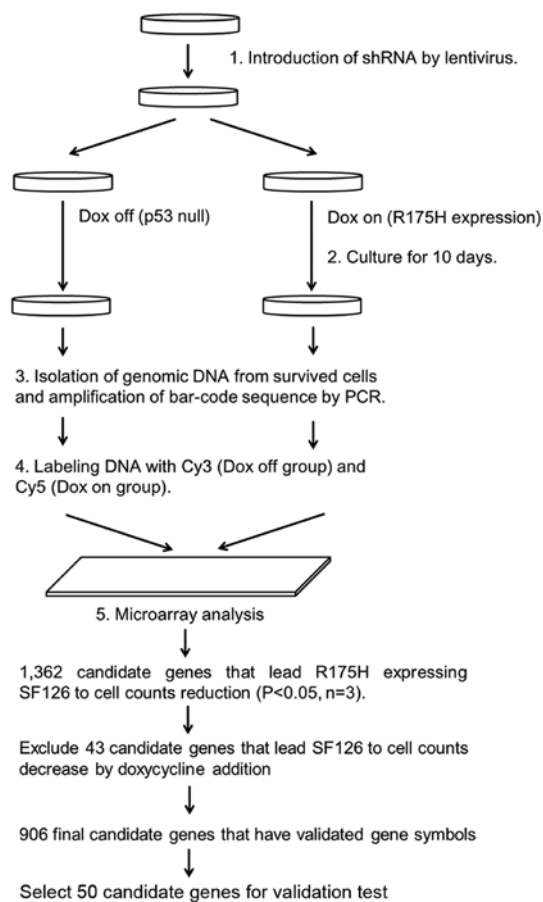 1. Introduction of shRNA by lentivirus.
Dox off (p53 null)
Dox on (R175H expression)
2. Culture for 10 days.
3. Isolation of genomic DNA from survived cells
and amplification of bar-code sequence by PCR.
4. Labeling DNA with Cy3 (Dox off group) and
Cy5 (Dox on group).
5. Microarray analysis
1,362 candidate genes that lead R175H expressing
SF126 to cell counts reduction (P<0.05, n=3).
Exclude 43 candidate genes that lead SF126 to cell counts
decrease by doxycycline addition
906 final candidate genes that have validated gene symbols
Select 50 candidate genes for validation test